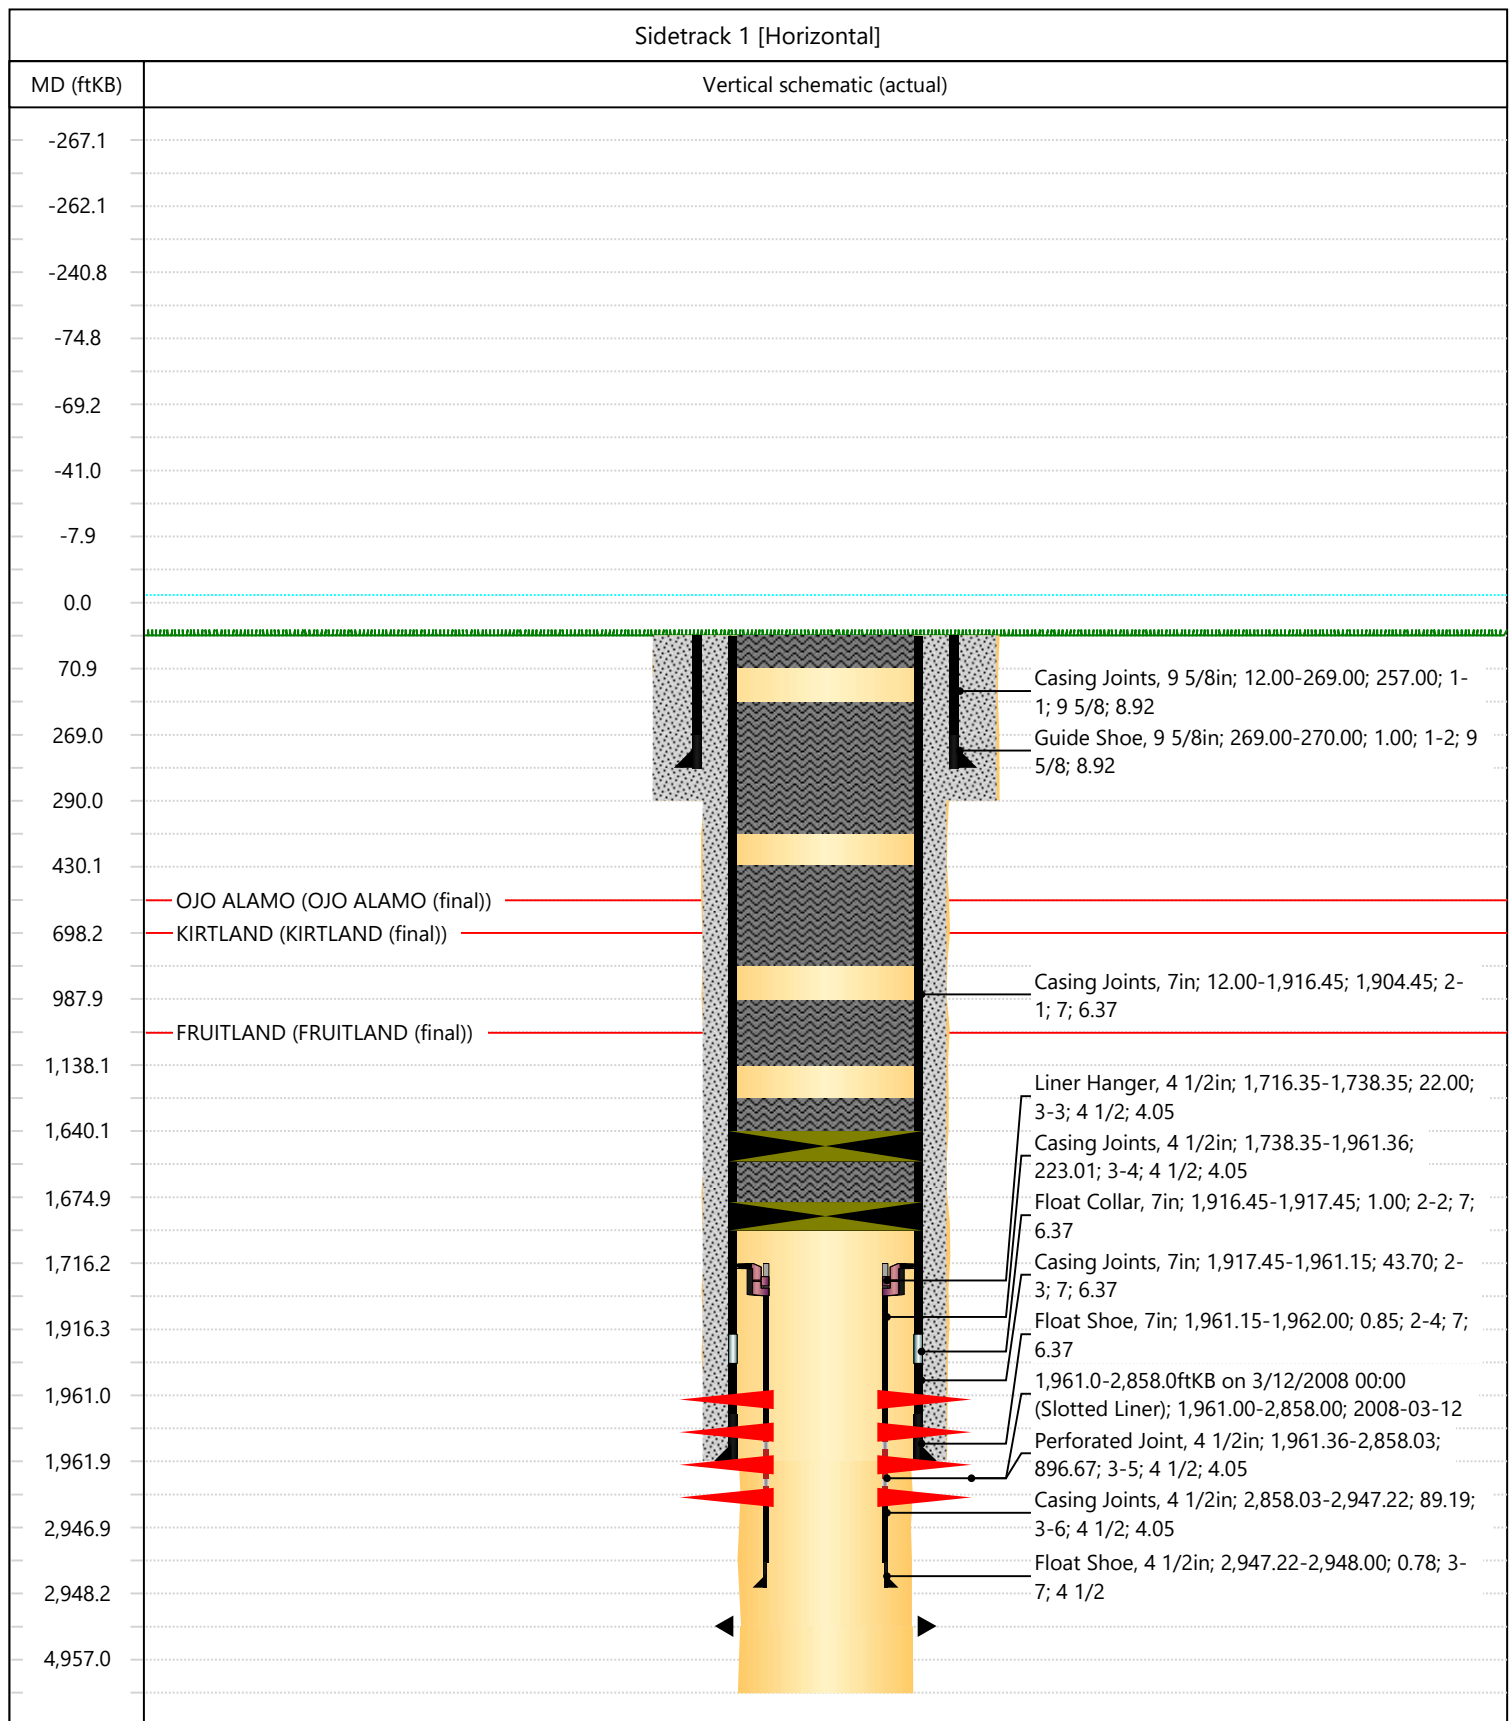 Sidetrack 1 [Horizontal]
MD (ftKB)
Vertical schematic (actual)
-267.1
-262.1
-240.8
-74.8
-69.2
-41.0
-7.9
0.0
70.9
269.0
290.0
430.1
698.2
987.9
1,138.1
1,640.1
1,674.9
1,716.2
1,916.3
1,961.0
1,961.9
2,946.9
2,948.2
4,957.0
OJO ALAMO (OJO ALAMO (final))
KIRTLAND (KIRTLAND (final))
FRUITLAND (FRUITLAND (final))
Casing Joints, 9 5/8in; 12.00-269.00; 257.00; 1-
1; 9 5/8; 8.92
Guide Shoe, 9 5/8in; 269.00-270.00; 1.00; 1-2; 9
5/8; 8.92
Casing Joints, 7in; 12.00-1,916.45; 1,904.45; 2-
1; 7; 6.37
Liner Hanger, 4 1/2in; 1,716.35-1,738.35; 22.00;
3-3; 4 1/2; 4.05
Casing Joints, 4 1/2in; 1,738.35-1,961.36;
223.01; 3-4; 4 1/2; 4.05
Float Collar, 7in; 1,916.45-1,917.45; 1.00; 2-2; 7;
6.37
Casing Joints, 7in; 1,917.45-1,961.15; 43.70; 2-
3; 7; 6.37
Float Shoe, 7in; 1,961.15-1,962.00; 0.85; 2-4; 7;
6.37
1,961.0-2,858.0ftKB on 3/12/2008 00:00
(Slotted Liner); 1,961.00-2,858.00; 2008-03-12
Perforated Joint, 4 1/2in; 1,961.36-2,858.03;
896.67; 3-5; 4 1/2; 4.05
Casing Joints, 4 1/2in; 2,858.03-2,947.22; 89.19;
3-6; 4 1/2; 4.05
Float Shoe, 4 1/2in; 2,947.22-2,948.00; 0.78; 3-
7; 4 1/2